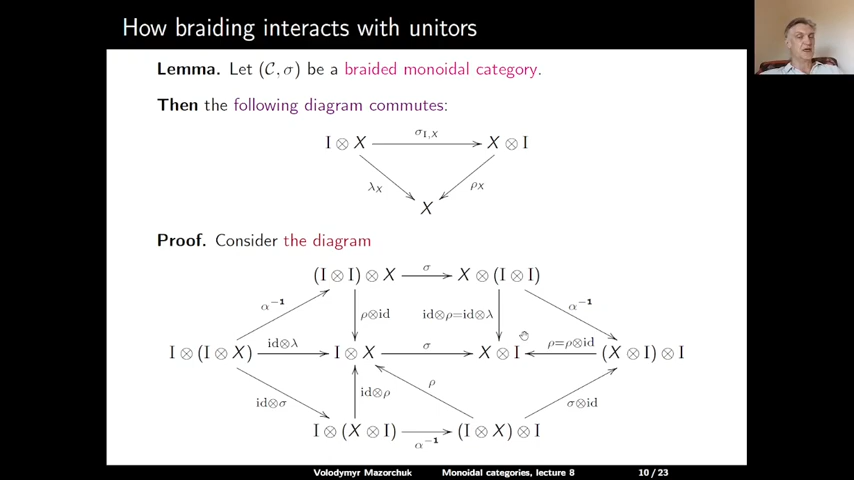 How braiding interacts with unitors
Lemma. Let (𝒞, σ) be a braided monoidal category.
Then the following diagram commutes:
I ⊗ X σ_{I,X} X ⊗ I
λ_X ρ_X
X
Proof. Consider the diagram
(I ⊗ I) ⊗ X σ X ⊗ (I ⊗ I)
α⁻¹ ρ⊗id id⊗ρ=id⊗λ α⁻¹
I ⊗ (I ⊗ X) id⊗λ I ⊗ X σ X ⊗ I ρ=ρ⊗id (X ⊗ I) ⊗ I
id⊗σ id⊗ρ ρ σ⊗id
I ⊗ (X ⊗ I) α⁻¹ (I ⊗ X) ⊗ I
Volodymyr Mazorchuk Monoidal categories, lecture 8 10/23